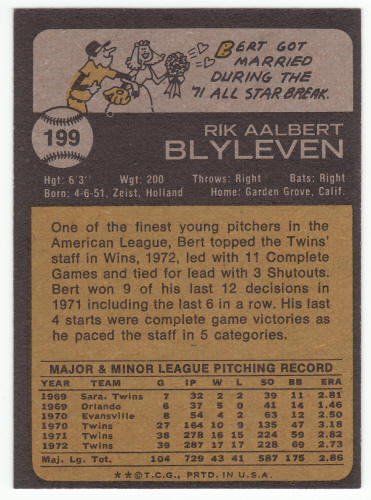 BERT GOT
MARRIED
DURING THE
'71 ALL STAR BREAK.
199
RIK AALBERT
BLYLEVEN
Hgt: 6'3" Wgt: 200 Throws: Right Bats: Right
Born: 4-6-51, Zeist, Holland Home: Garden Grove, Calif.
One of the finest young pitchers in the
American League, Bert topped the Twins'
staff in Wins, 1972, led with 11 Complete
Games and tied for lead with 3 Shutouts.
Bert won 9 of his last 12 decisions in
1971 including the last 6 in a row. His last
4 starts were complete game victories as
he paced the staff in 5 categories.
MAJOR & MINOR LEAGUE PITCHING RECORD
YEAR TEAM G IP W L SO BB ERA
1969 Sara. Twins 7 32 2 2 39 11 2.81
1969 Orlando 6 37 5 0 41 14 1.46
1970 Evansville 8 54 4 2 63 12 2.50
1970 Twins 27 164 10 9 135 47 3.18
1971 Twins 38 278 16 15 224 59 2.82
1972 Twins 39 287 17 17 228 69 2.73
Maj. Lg. Tot. 104 729 43 41 587 175 2.86
**©T.C.G., PRTD. IN U.S.A.